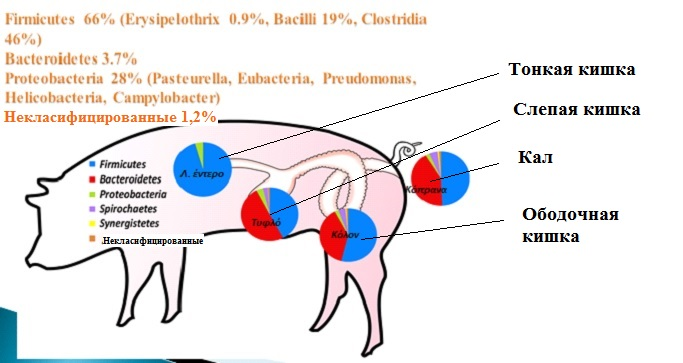 Firmicutes 66% (Erysipelothrix 0.9%, Bacilli 19%, Clostridia
46%)
Bacteroidetes 3.7%
Proteobacteria 28% (Pasteurella, Eubacteria, Preudomonas,
Helicobacteria, Campylobacter)
Некласифицированные 1,2%
Тонкая кишка
Слепая кишка
Кал
Ободочная
кишка
Firmicutes
Bacteroidetes
Proteobacteria
Spirochaetes
Synergistetes
.Некласифицированные
Λ. έντερο
Τυφλό
Κόλον
Κόπρανα